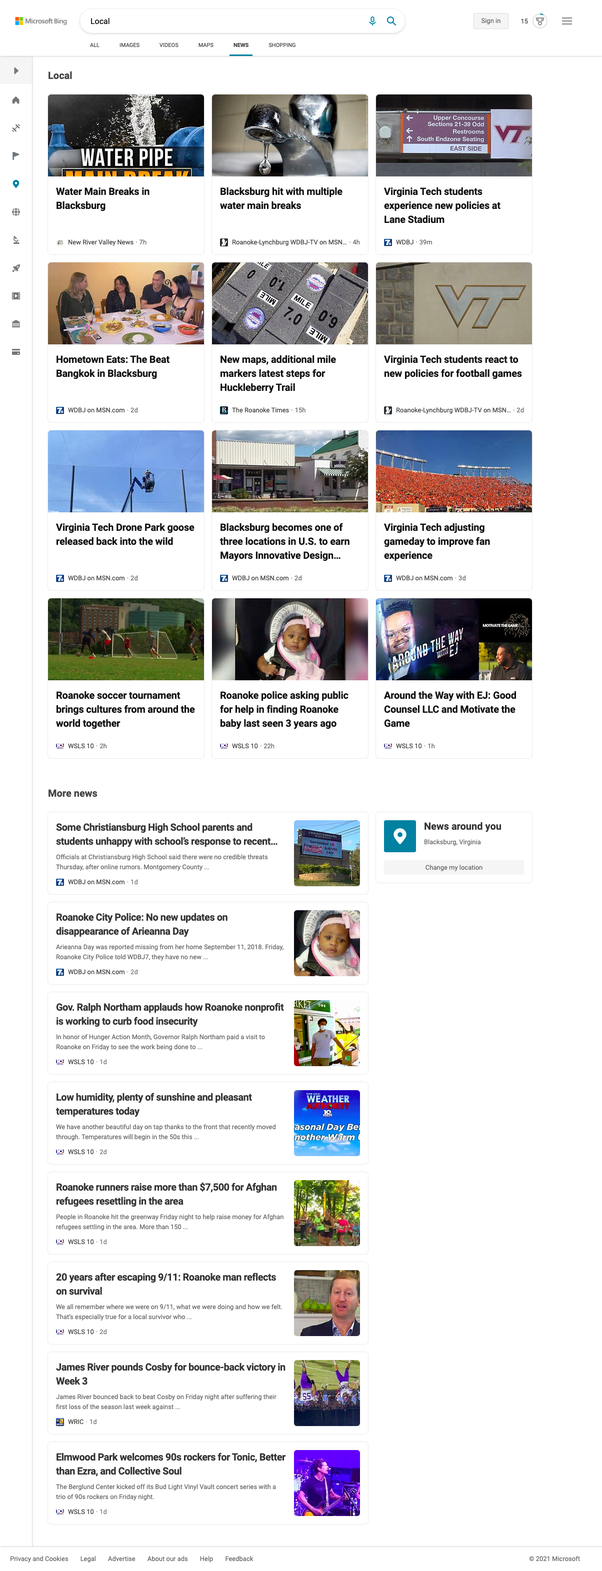 Microsoft Bing
Local
Sign in
15
ALL
IMAGES
VIDEOS
MAPS
NEWS
SHOPPING
Local
WATER PIPE
MAIN BREAK
Water Main Breaks in
Blacksburg
New River Valley News · 7h
Blacksburg hit with multiple
water main breaks
Roanoke-Lynchburg WDBJ-TV on MSN... · 4h
Upper Concourse
Sections 21-39 Odd
Restrooms
South Endzone Seating
EAST SIDE
VT
Virginia Tech students
experience new policies at
Lane Stadium
WDBJ · 39m
Hometown Eats: The Beat
Bangkok in Blacksburg
WDBJ on MSN.com · 2d
MILE
7.0
New maps, additional mile
markers latest steps for
Huckleberry Trail
The Roanoke Times · 15h
VT
Virginia Tech students react to
new policies for football games
Roanoke-Lynchburg WDBJ-TV on MSN... · 2d
Virginia Tech Drone Park goose
released back into the wild
WDBJ on MSN.com · 2d
Blacksburg becomes one of
three locations in U.S. to earn
Mayors Innovative Design...
WDBJ on MSN.com · 2d
Virginia Tech adjusting
gameday to improve fan
experience
WDBJ on MSN.com · 3d
Roanoke soccer tournament
brings cultures from around the
world together
WSLS 10 · 2h
Roanoke police asking public
for help in finding Roanoke
baby last seen 3 years ago
WSLS 10 · 22h
AROUND THE WAY
WITH EJ
MOTIVATE THE GAME
Around the Way with EJ: Good
Counsel LLC and Motivate the
Game
WSLS 10 · 1h
More news
Some Christiansburg High School parents and
students unhappy with school's response to recent...
Officials at Christiansburg High School said there were no credible threats
Thursday, after online rumors. Montgomery County ...
WDBJ on MSN.com · 1d
News around you
Blacksburg, Virginia
Change my location
Roanoke City Police: No new updates on
disappearance of Arieanna Day
Arieanna Day was reported missing from her home September 11, 2018. Friday,
Roanoke City Police told WDBJ7, they have no new ...
WDBJ on MSN.com · 2d
Gov. Ralph Northam applauds how Roanoke nonprofit
is working to curb food insecurity
In honor of Hunger Action Month, Governor Ralph Northam paid a visit to
Roanoke on Friday to see the work being done to ...
WSLS 10 · 1d
Low humidity, plenty of sunshine and pleasant
temperatures today
We have another beautiful day on tap thanks to the front that recently moved
through. Temperatures will begin in the 50s this ...
WSLS 10 · 2d
WEATHER
asonal Day Be
nother Warm U
Roanoke runners raise more than $7,500 for Afghan
refugees resettling in the area
People in Roanoke hit the greenway Friday night to help raise money for Afghan
refugees settling in the area. More than 150 ...
WSLS 10 · 1d
20 years after escaping 9/11: Roanoke man reflects
on survival
We all remember where we were on 9/11, what we were doing and how we felt.
That's especially true for a local survivor who ...
WSLS 10 · 2d
James River pounds Cosby for bounce-back victory in
Week 3
James River bounced back to beat Cosby on Friday night after suffering their
first loss of the season last week against ...
WRIC · 1d
55
Elmwood Park welcomes 90s rockers for Tonic, Better
than Ezra, and Collective Soul
The Berglund Center kicked off its Bud Light Vinyl Vault concert series with a
trio of 90s rockers on Friday night.
WSLS 10 · 1d
Privacy and Cookies
Legal
Advertise
About our ads
Help
Feedback
© 2021 Microsoft